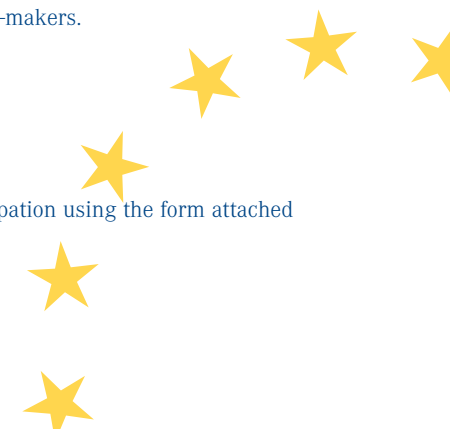 -makers.
pation using the form attached